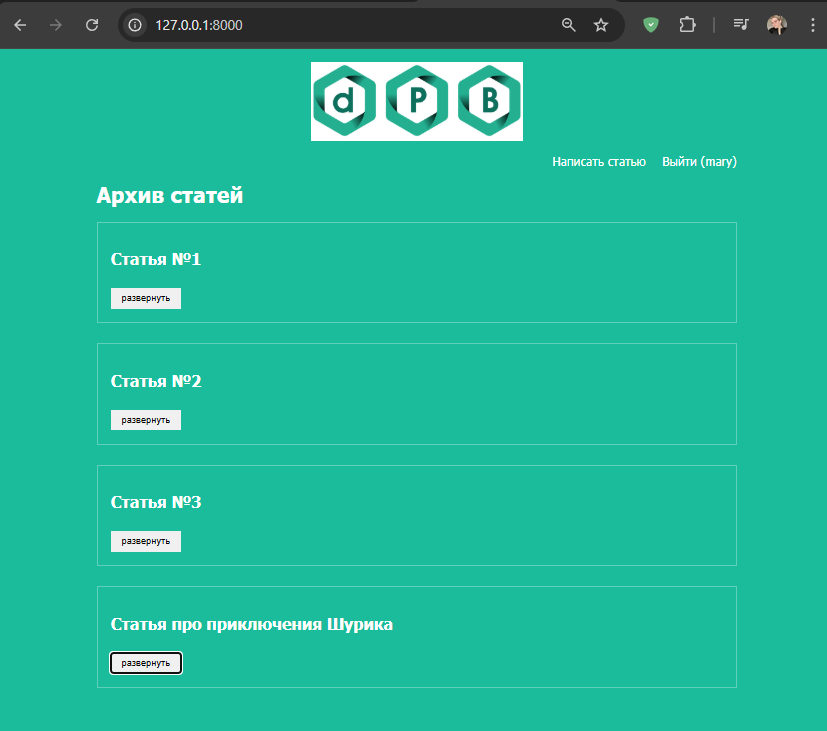 127.0.0.1:8000
d P B
Написать статью Выйти (mary)
Архив статей
Статья №1
развернуть
Статья №2
развернуть
Статья №3
развернуть
Статья про приключения Шурика
развернуть